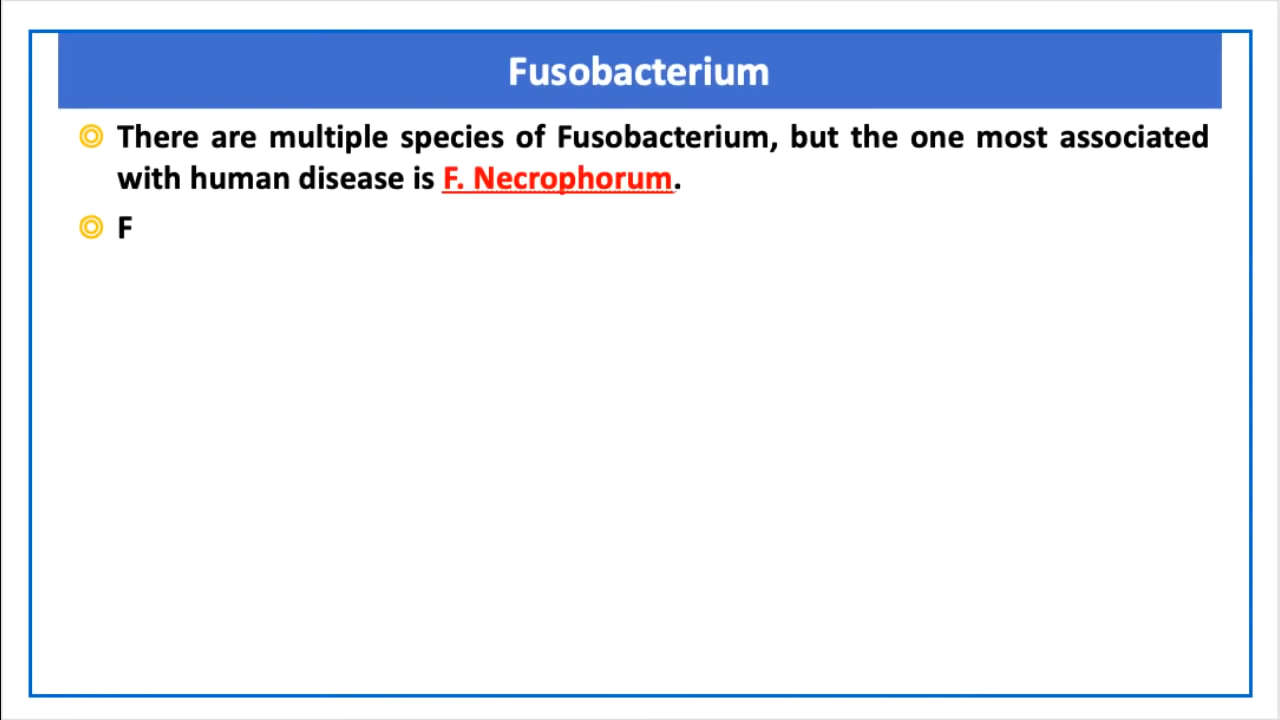 Fusobacterium
There are multiple species of Fusobacterium, but the one most associated
with human disease is F. Necrophorum.
F